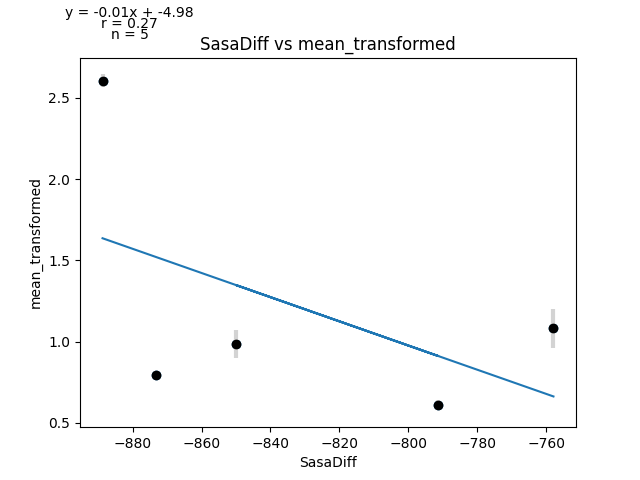 y = -0.01x + -4.98
r = 0.27
n = 5
SasaDiff vs mean_transformed
mean_transformed
2.5
2.0
1.5
1.0
0.5
−880
−860
−840
−820
−800
−780
−760
SasaDiff